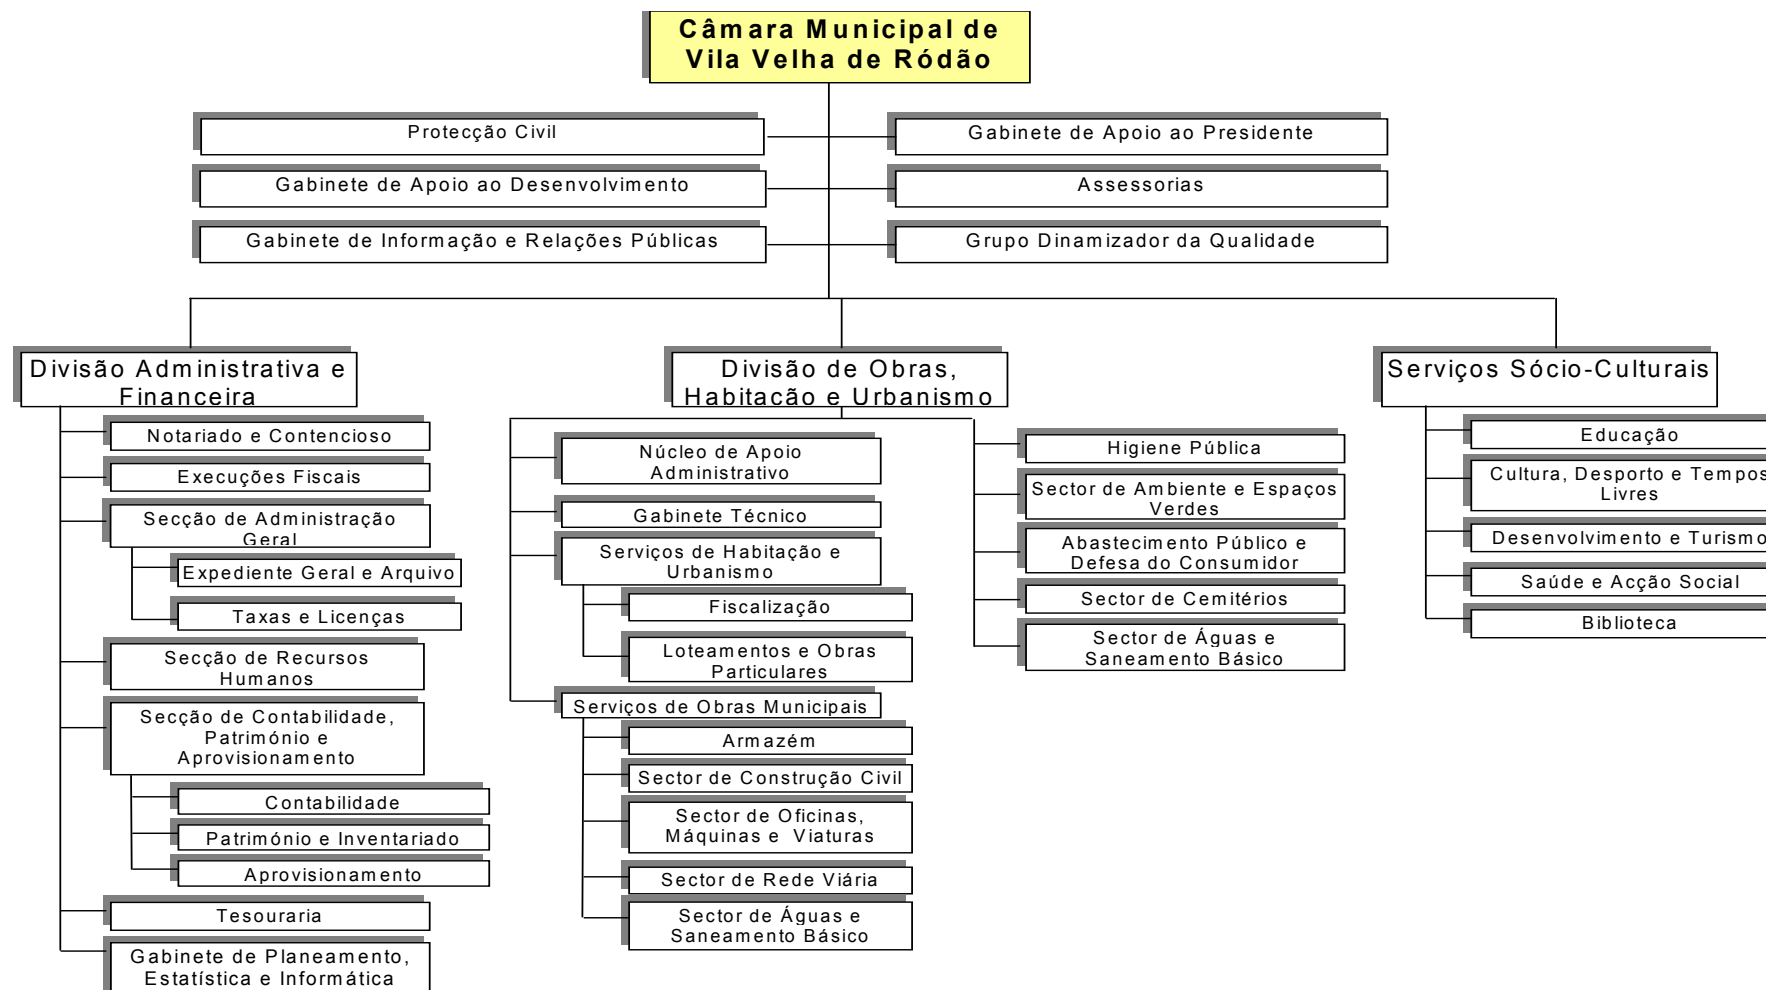 Câmara Municipal de
Vila Velha de Ródão
Protecção Civil
Gabinete de Apoio ao Presidente
Gabinete de Apoio ao Desenvolvimento
Assessorias
Gabinete de Informação e Relações Públicas
Grupo Dinamizador da Qualidade
Divisão Administrativa e
Financeira
Notariado e Contencioso
Execuções Fiscais
Secção de Administração
Geral
Expediente Geral e Arquivo
Taxas e Licenças
Secção de Recursos
Humanos
Secção de Contabilidade,
Património e
Aprovisionamento
Contabilidade
Património e Inventariado
Aprovisionamento
Tesouraria
Gabinete de Planeamento,
Estatística e Informática
Divisão de Obras,
Habitacão e Urbanismo
Núcleo de Apoio
Administrativo
Gabinete Técnico
Serviços de Habitação e
Urbanismo
Fiscalização
Loteamentos e Obras
Particulares
Serviços de Obras Municipais
Armazém
Sector de Construção Civil
Sector de Oficinas,
Máquinas e Viaturas
Sector de Rede Viária
Sector de Águas e
Saneamento Básico
Higiene Pública
Sector de Ambiente e Espaços
Verdes
Abastecimento Público e
Defesa do Consumidor
Sector de Cemitérios
Sector de Águas e
Saneamento Básico
Serviços Sócio-Culturais
Educação
Cultura, Desporto e Tempos
Livres
Desenvolvimento e Turismo
Saúde e Acção Social
Biblioteca